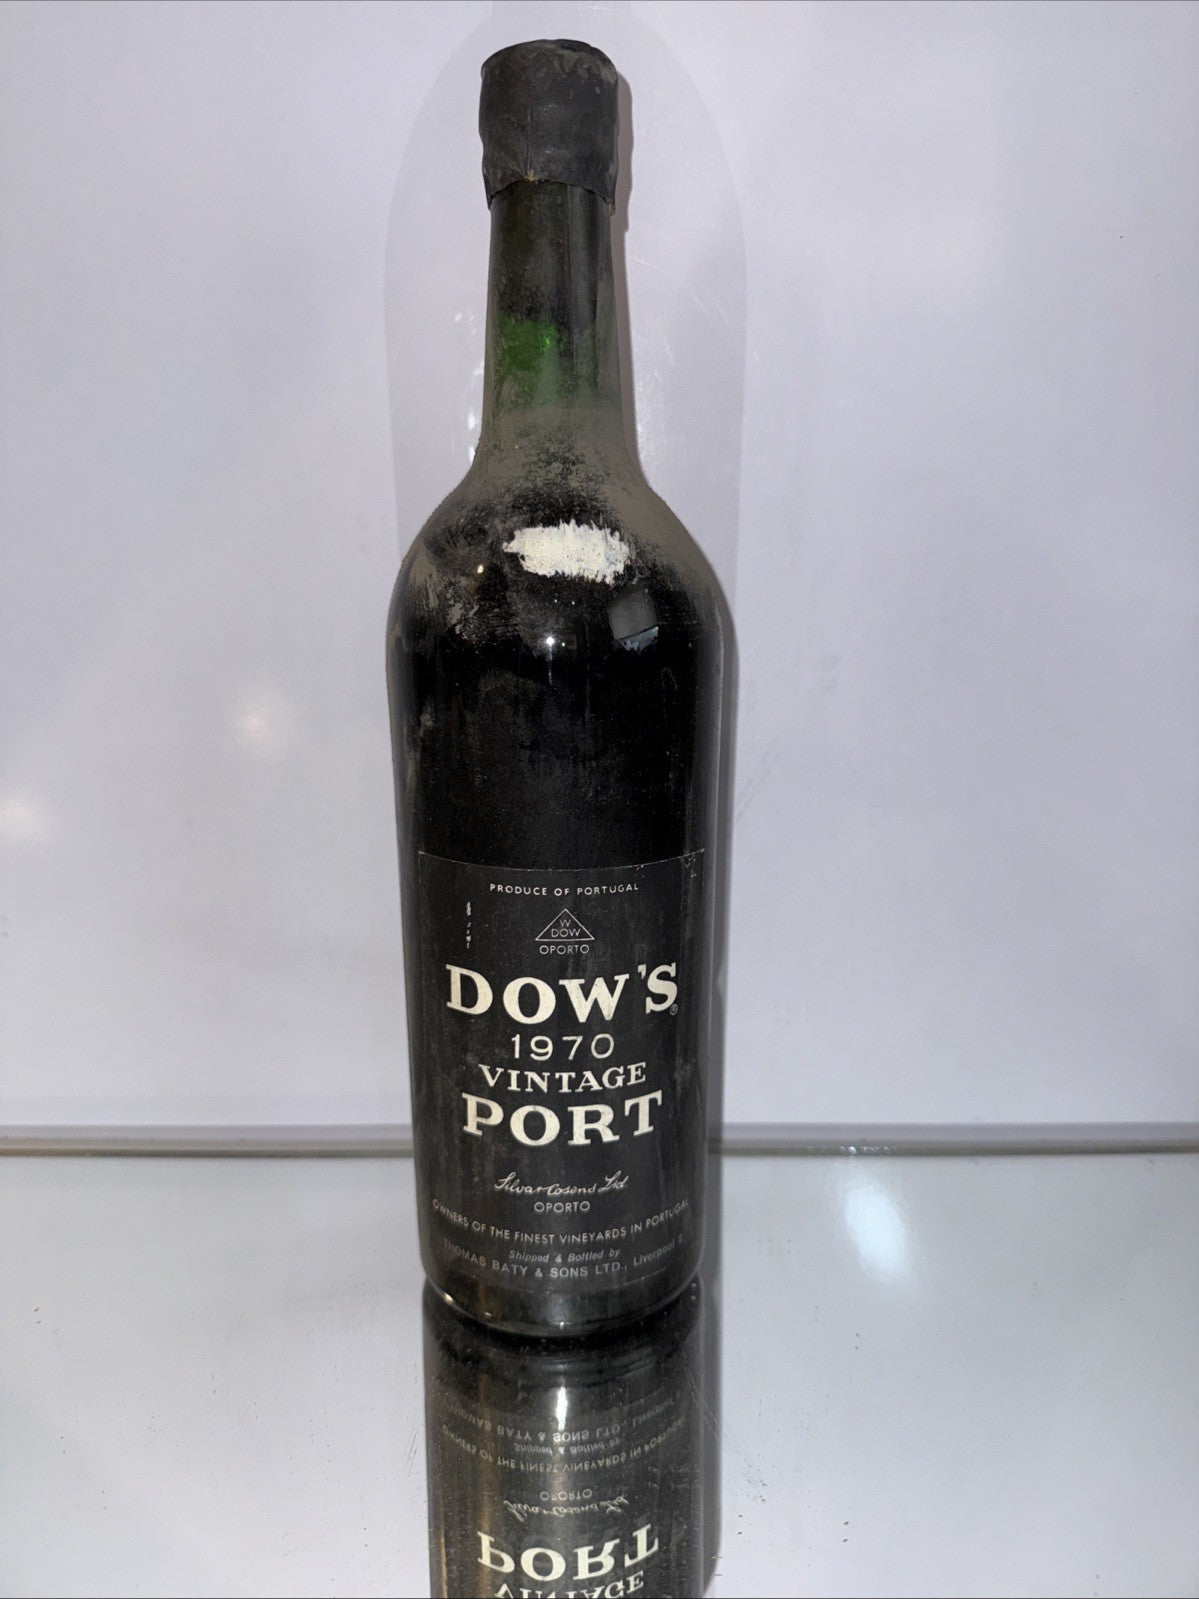 PRODUCE OF PORTUGAL
W
DOW
OPORTO
DOW'S®
1970
VINTAGE
PORT
Silva & Cosens Ltd.
OPORTO
OWNERS OF THE FINEST VINEYARDS IN PORTUGAL
Shipped & Bottled by
THOMAS BATY & SONS LTD., Liverpool